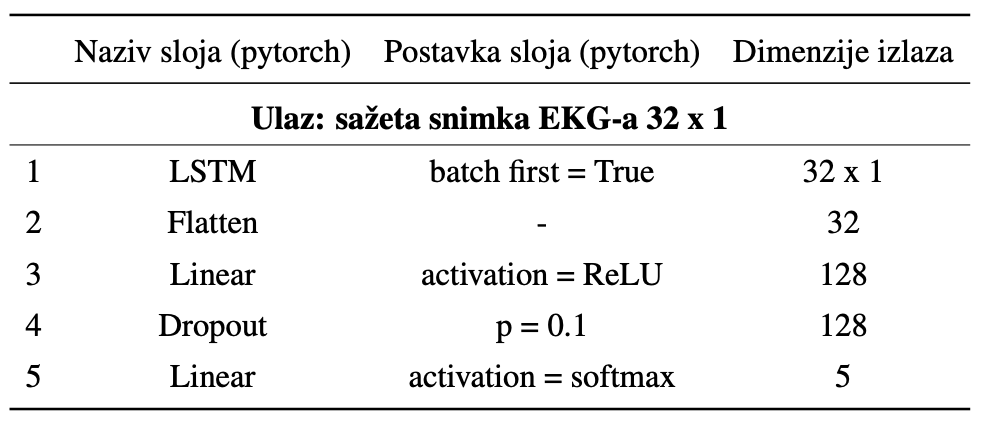 Naziv sloja (pytorch) Postavka sloja (pytorch) Dimenzije izlaza
Ulaz: sažeta snimka EKG-a 32 x 1
1 LSTM batch first = True 32 x 1
2 Flatten - 32
3 Linear activation = ReLU 128
4 Dropout p = 0.1 128
5 Linear activation = softmax 5